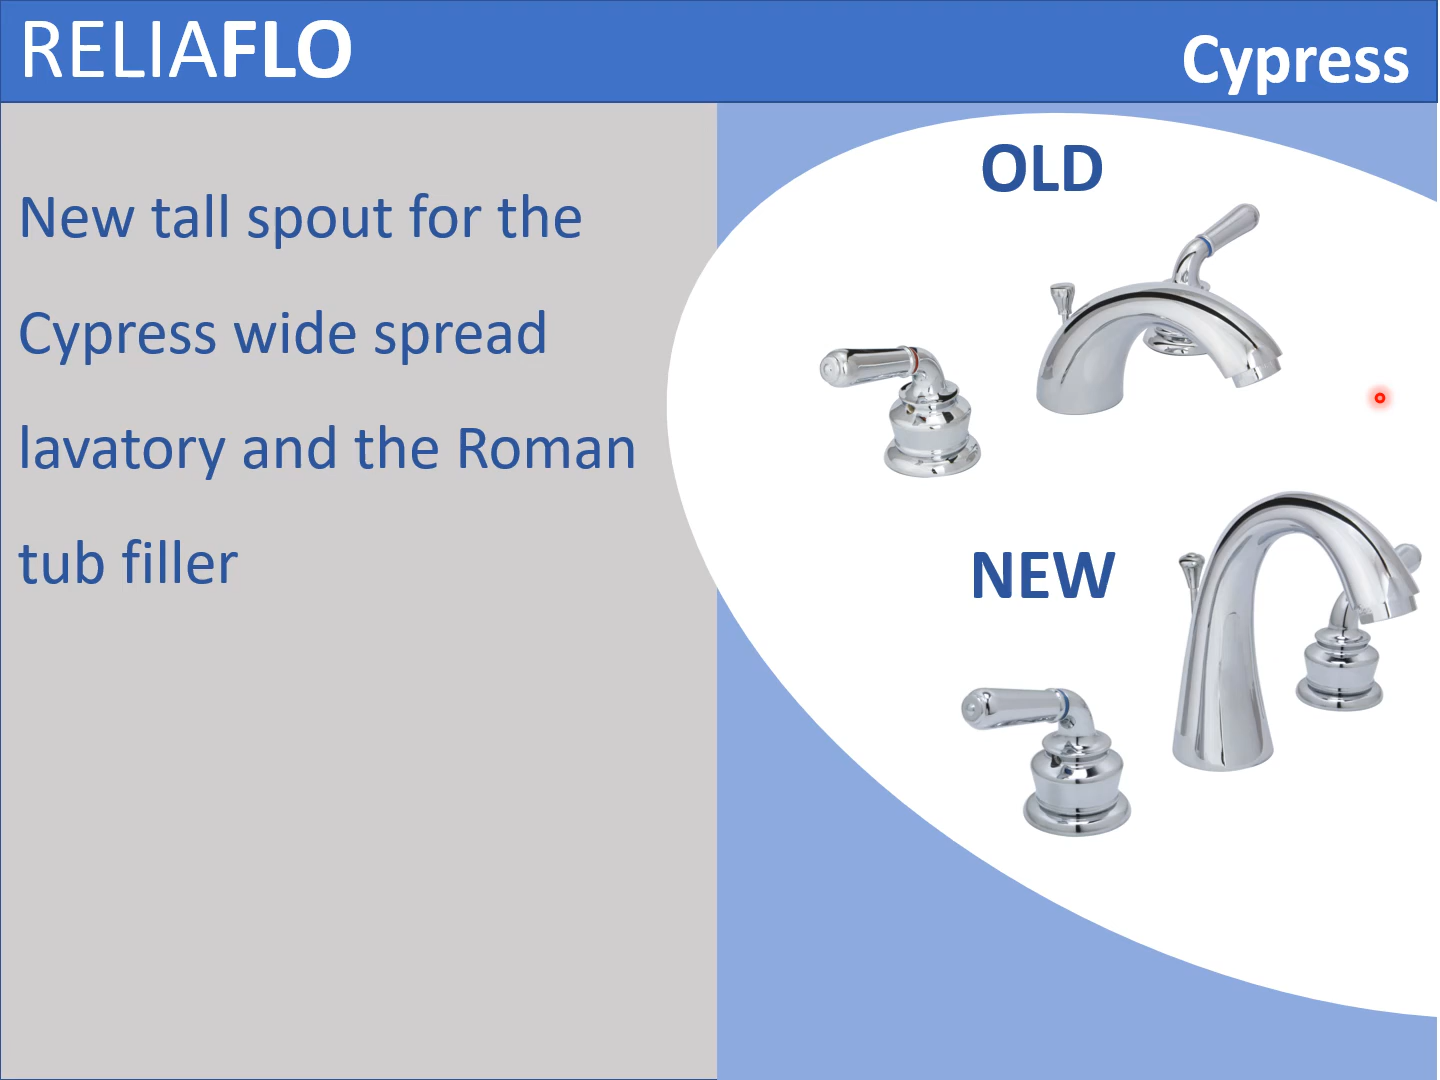 RELIAFLO
Cypress
New tall spout for the
Cypress wide spread
lavatory and the Roman
tub filler
OLD
NEW